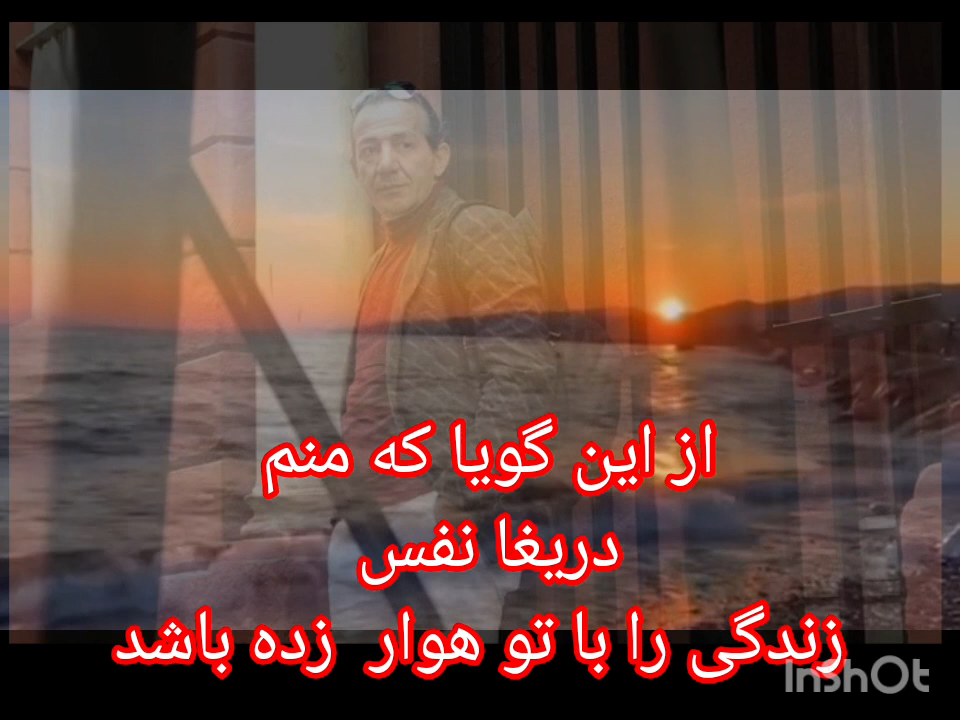 از این گویا که منم
دریغا نفس
زندگی را با تو هوار زده باشد
InShOt